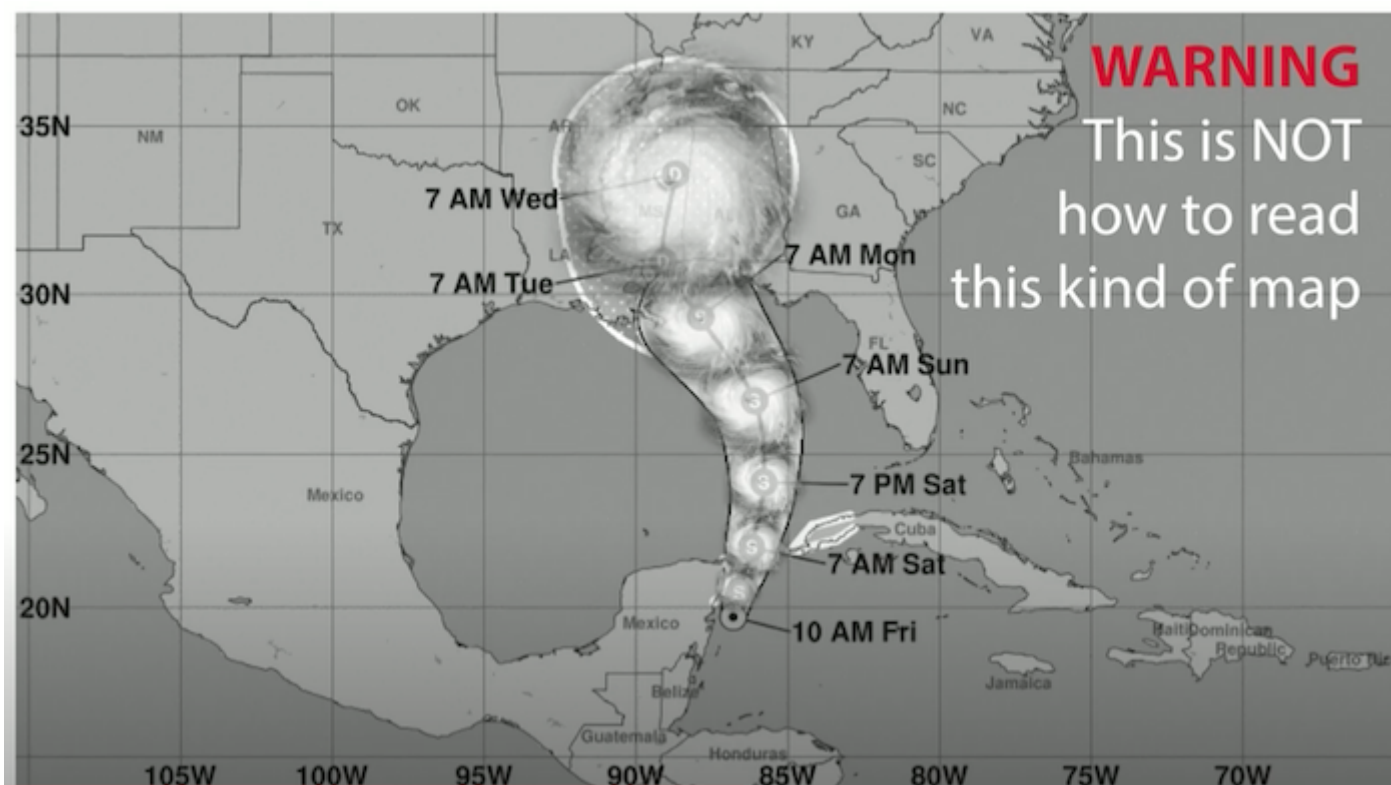 WARNING
This is NOT
how to read
this kind of map
KY
VA
OK
NC
35N
NM
AR
SC
7 AM Wed
MS
AL
GA
TX
LA
7 AM Mon
7 AM Tue
30N
FL
7 AM Sun
25N
Bahamas
7 PM Sat
Mexico
Cuba
7 AM Sat
20N
Mexico
10 AM Fri
Haiti
Dominican
Republic
Jamaica
Belize
Guatemala
Honduras
105W
100W
95W
90W
85W
80W
75W
70W
S
S
S
S
S
D
D